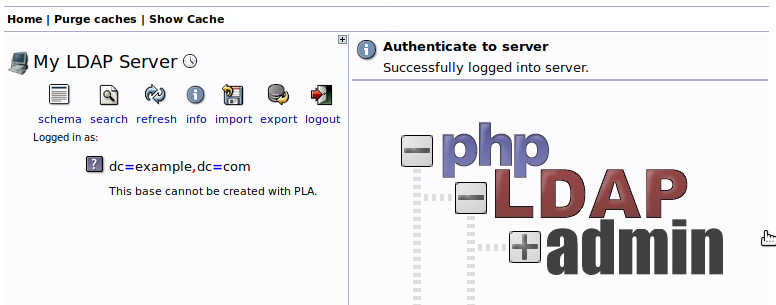 Home | Purge caches | Show Cache
My LDAP Server
schema search refresh info import export logout
Logged in as:
? dc=example,dc=com
This base cannot be created with PLA.
Authenticate to server
Successfully logged into server.
php
LDAP
admin